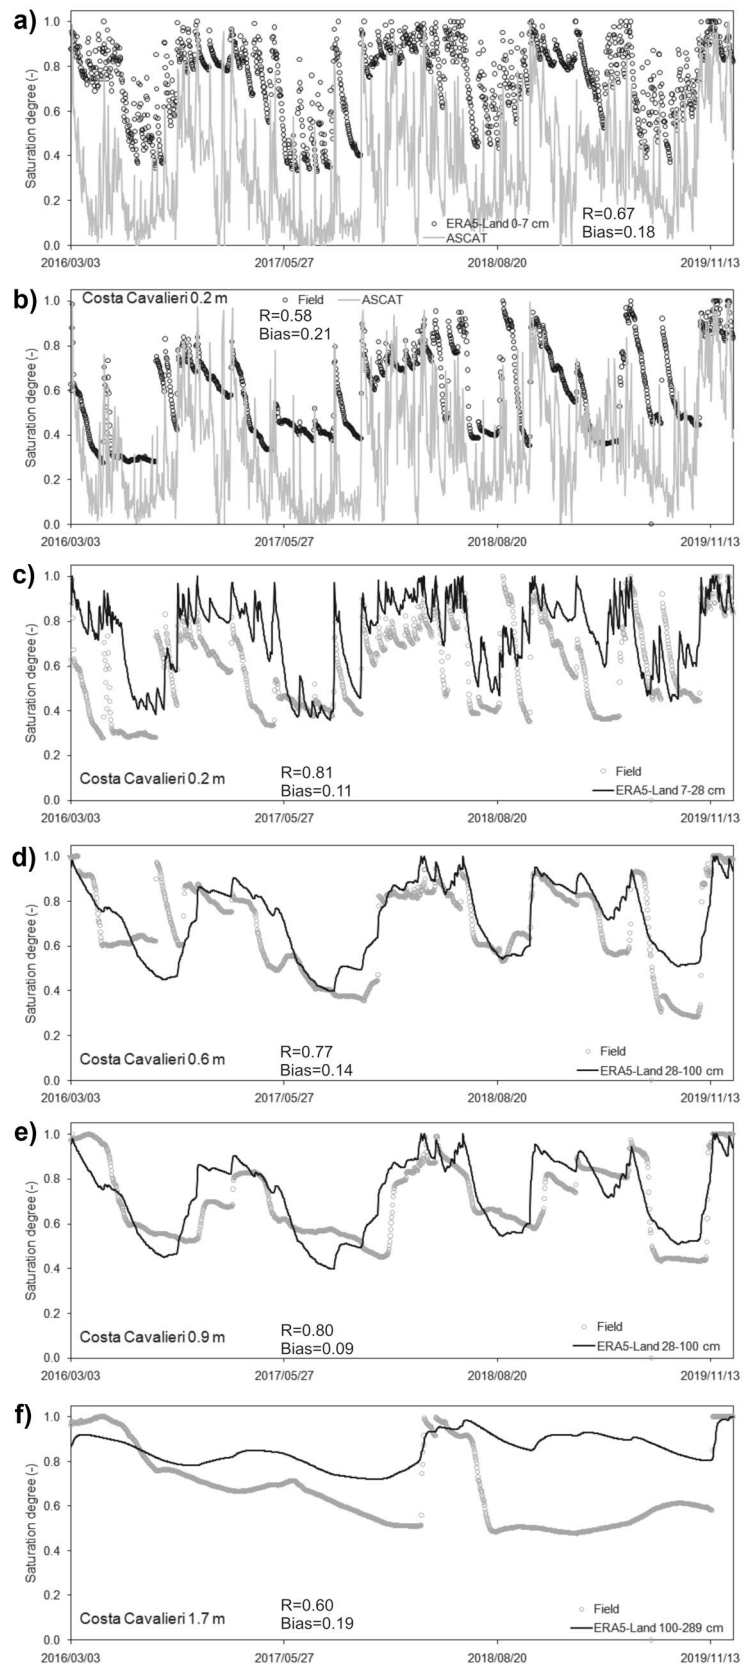 a)
Saturation degree (-)
1.0
0.8
0.6
0.4
0.2
0.0
ERA5-Land 0-7 cm
ASCAT
R=0.67
Bias=0.18
2016/03/03
2017/05/27
2018/08/20
2019/11/13
b)
Costa Cavalieri 0.2 m
Field
ASCAT
R=0.58
Bias=0.21
Saturation degree (-)
1.0
0.8
0.6
0.4
0.2
0.0
2016/03/03
2017/05/27
2018/08/20
2019/11/13
c)
Saturation degree (-)
1.0
0.8
0.6
0.4
0.2
0.0
Costa Cavalieri 0.2 m
R=0.81
Bias=0.11
Field
ERA5-Land 7-28 cm
2016/03/03
2017/05/27
2018/08/20
2019/11/13
d)
Saturation degree (-)
1.0
0.8
0.6
0.4
0.2
0.0
Costa Cavalieri 0.6 m
R=0.77
Bias=0.14
Field
ERA5-Land 28-100 cm
2016/03/03
2017/05/27
2018/08/20
2019/11/13
e)
Saturation degree (-)
1.0
0.8
0.6
0.4
0.2
0.0
Costa Cavalieri 0.9 m
R=0.80
Bias=0.09
Field
ERA5-Land 28-100 cm
2016/03/03
2017/05/27
2018/08/20
2019/11/13
f)
Saturation degree (-)
1.0
0.8
0.6
0.4
0.2
0.0
Costa Cavalieri 1.7 m
R=0.60
Bias=0.19
Field
ERA5-Land 100-289 cm
2016/03/03
2017/05/27
2018/08/20
2019/11/13